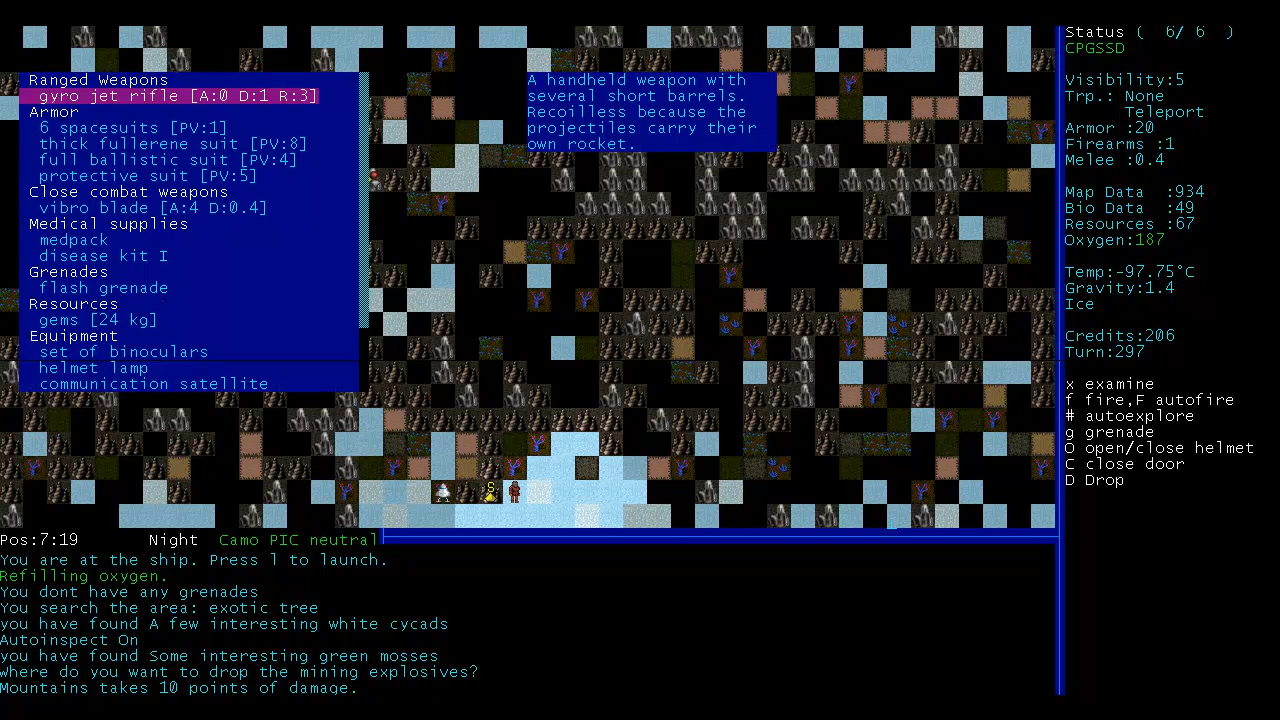 Ranged Weapons
gyro jet rifle [A:0 D:1 R:3]
Armor
6 spacesuits [PV:1]
thick fullerene suit [PV:8]
full ballistic suit [PV:4]
protective suit [PV:5]
Close combat weapons
vibro blade [A:4 D:0.4]
Medical supplies
medpack
disease kit I
Grenades
flash grenade
Resources
gems [24 kg]
Equipment
set of binoculars
helmet lamp
communication satellite
A handheld weapon with
several short barrels.
Recoilless because the
projectiles carry their
own rocket.
S
Status ( 6/ 6 )
CPGSSD
Visibility:5
Trp.: None
Teleport
Armor :20
Firearms :1
Melee :0.4
Map Data :934
Bio Data :49
Resources :67
Oxygen:187
Temp:-97.75°C
Gravity:1.4
Ice
Credits:206
Turn:297
x examine
f fire,F autofire
# autoexplore
g grenade
O open/close helmet
C close door
D Drop
Pos:7:19 Night Camo PIC neutral
You are at the ship. Press l to launch.
Refilling oxygen.
You dont have any grenades
You search the area: exotic tree
you have found A few interesting white cycads
Autoinspect On
you have found Some interesting green mosses
where do you want to drop the mining explosives?
Mountains takes 10 points of damage.